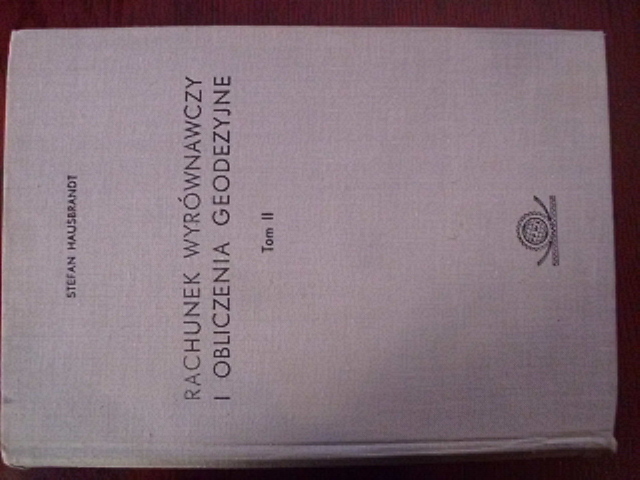 STEFAN HAUSBRANDT
RACHUNEK WYRÓWNAWCZY
I OBLICZENIA GEODEZYJNE
Tom II